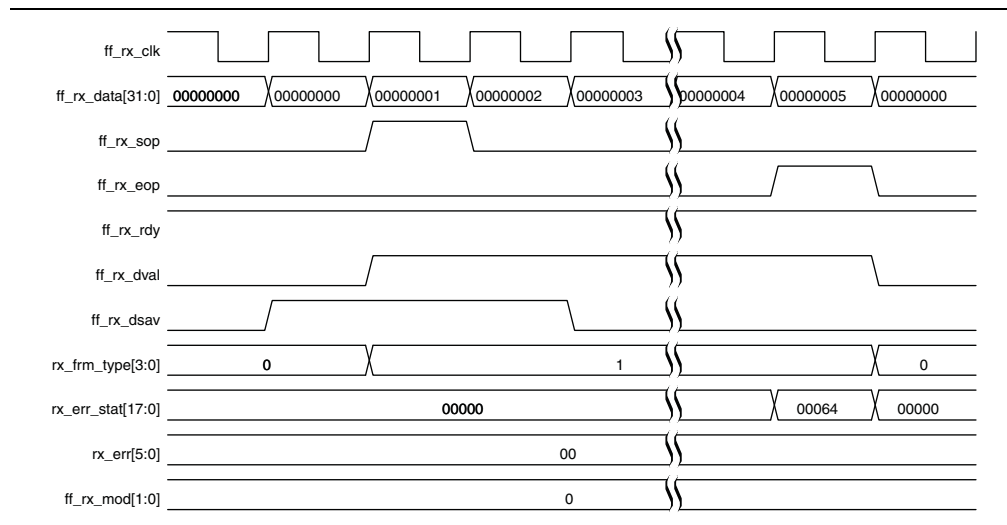 ff_rx_clk
ff_rx_data[31:0] 00000000 00000000 00000001 00000002 00000003 00000004 00000005 00000000
ff_rx_sop
ff_rx_eop
ff_rx_rdy
ff_rx_dval
ff_rx_dsav
rx_frm_type[3:0] 0 1 0
rx_err_stat[17:0] 00000 00064 00000
rx_err[5:0] 00
ff_rx_mod[1:0] 0